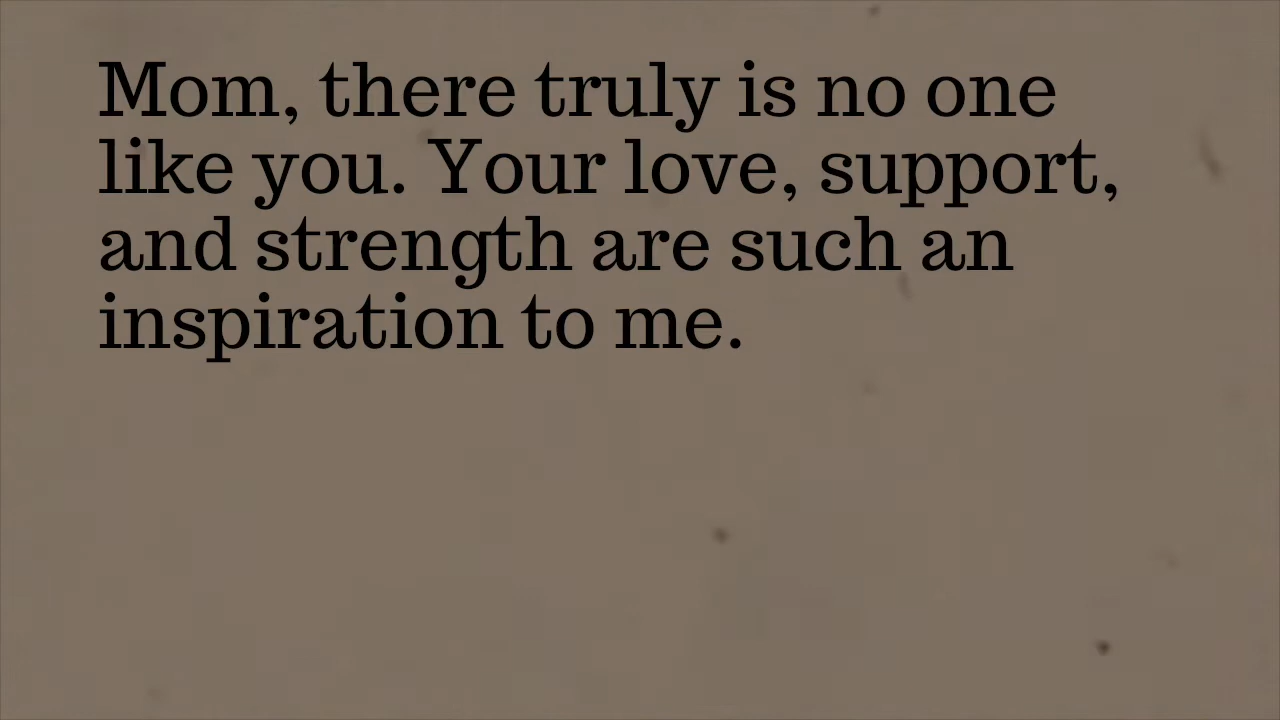 Mom, there truly is no one
like you. Your love, support,
and strength are such an
inspiration to me.